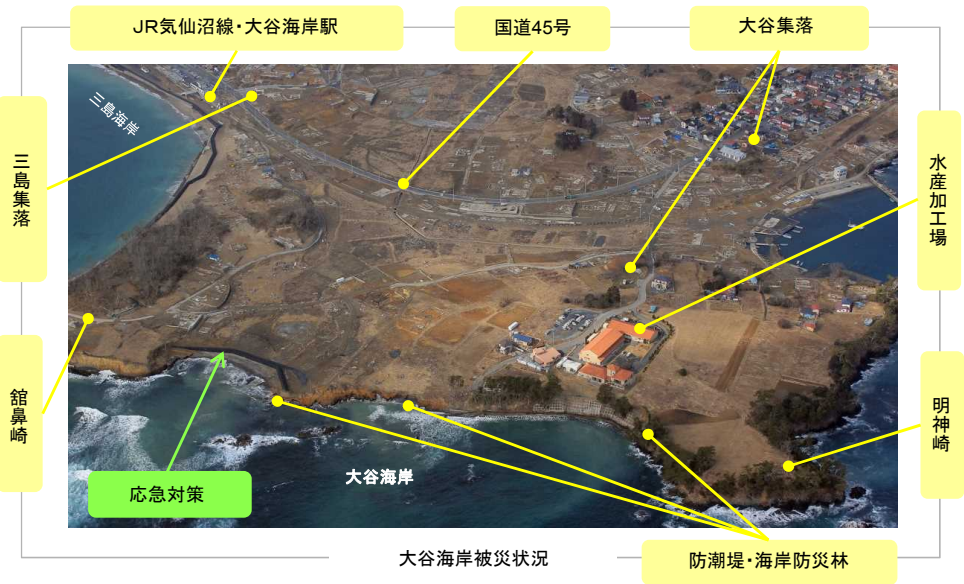 JR気仙沼線・大谷海岸駅
国道45号
大谷集落
三島海岸
三島集落
水産加工場
舘鼻崎
明神崎
応急対策
大谷海岸
大谷海岸被災状況
防潮堤・海岸防災林